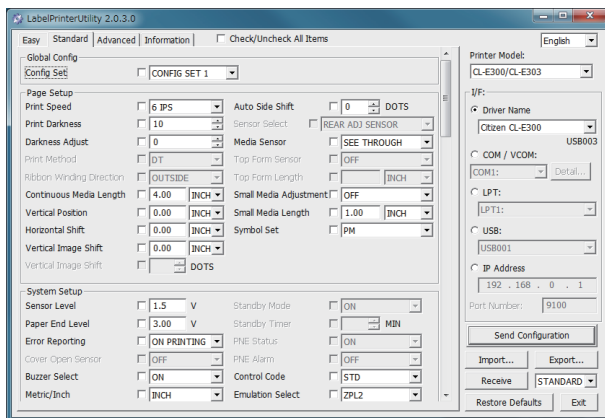 LabelPrinterUtility 2.0.3.0
Easy Standard Advanced Information Check/Uncheck All Items English
Global Config
Config Set CONFIG SET 1
Page Setup
Print Speed 6 IPS Auto Side Shift 0 DOTS
Print Darkness 10 Sensor Select REAR ADJ SENSOR
Darkness Adjust 0 Media Sensor SEE THROUGH
Print Method DT Top Form Sensor OFF
Ribbon Winding Direction OUTSIDE Top Form Length INCH
Continuous Media Length 4.00 INCH Small Media Adjustment OFF
Vertical Position 0.00 INCH Small Media Length 1.00 INCH
Horizontal Shift 0.00 INCH Symbol Set PM
Vertical Image Shift 0.00 INCH
Vertical Image Shift DOTS
System Setup
Sensor Level 1.5 V Standby Mode ON
Paper End Level 3.00 V Standby Timer MIN
Error Reporting ON PRINTING PNE Status ON
Cover Open Sensor OFF PNE Alarm OFF
Buzzer Select ON Control Code STD
Metric/Inch INCH Emulation Select ZPL2
Printer Model:
CL-E300/CL-E303
I/F:
Driver Name
Citizen CL-E300
USB003
COM / VCOM:
COM1: Detail...
LPT:
LPT1:
USB:
USB001
IP Address
192 . 168 . 0 . 1
Port Number: 9100
Send Configuration
Import... Export...
Receive STANDARD
Restore Defaults Exit